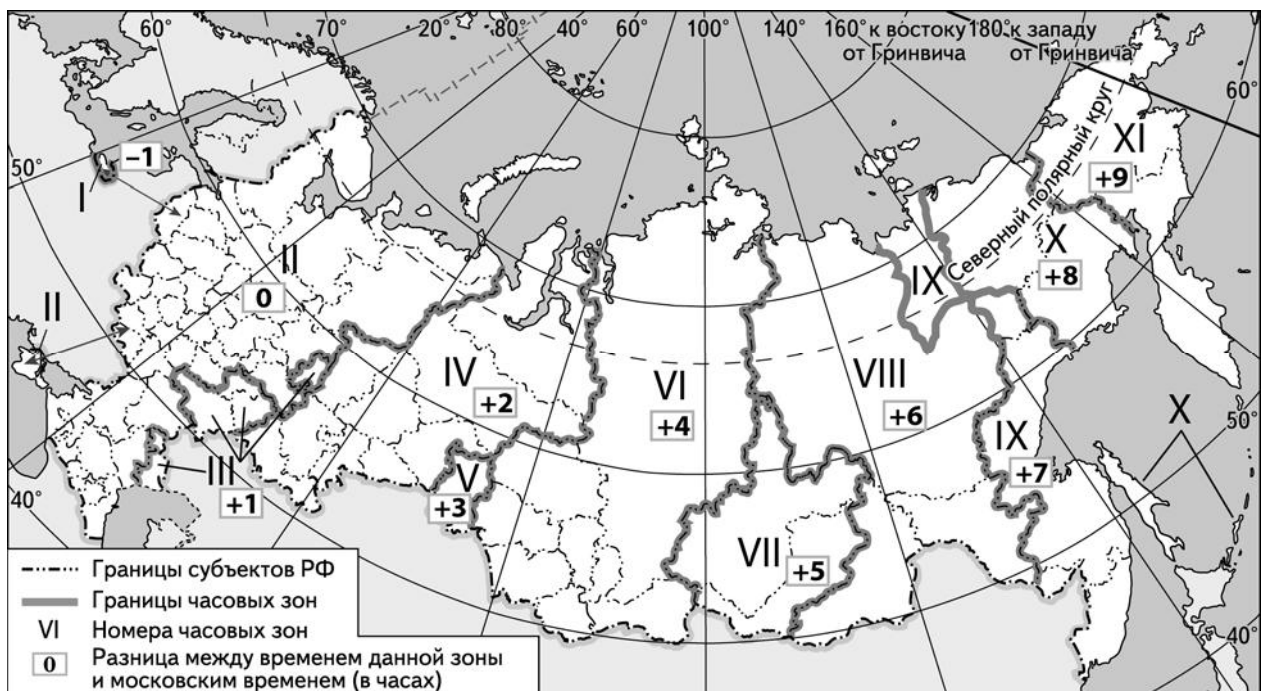 60° 70° 20° 40° 60° 80° 100° 120° 140° 160° к востоку 180° к западу
от Гринвича от Гринвича
60°
Северный полярный круг
–1
XI
+9
50°
I
X
+8
II
0
IX
II
IV
+2
VI
+4
VIII
+6
X
50°
IX
+7
V
+3
III
+1
40°
VII
+5
40°
Границы субъектов РФ
Границы часовых зон
VI Номера часовых зон
0 Разница между временем данной зоны
и московским временем (в часах)